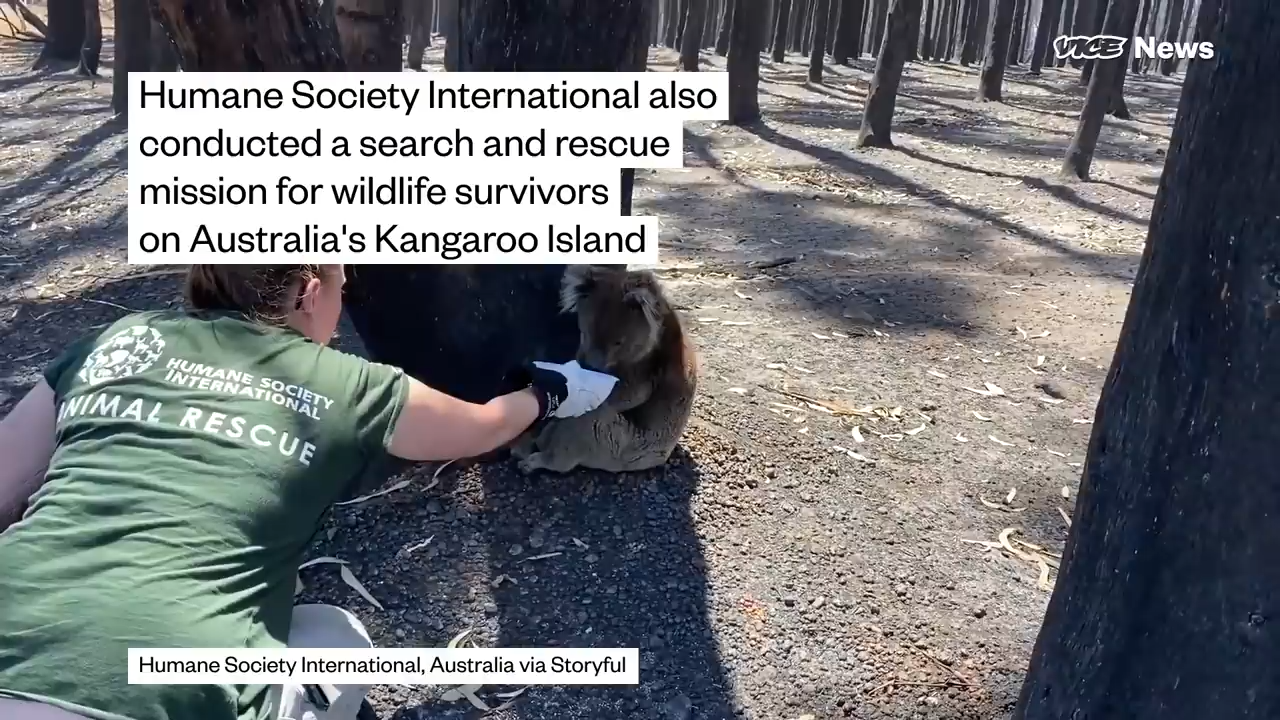 VICE News
Humane Society International also
conducted a search and rescue
mission for wildlife survivors
on Australia's Kangaroo Island
HUMANE SOCIETY
INTERNATIONAL
ANIMAL RESCUE
Humane Society International, Australia via Storyful